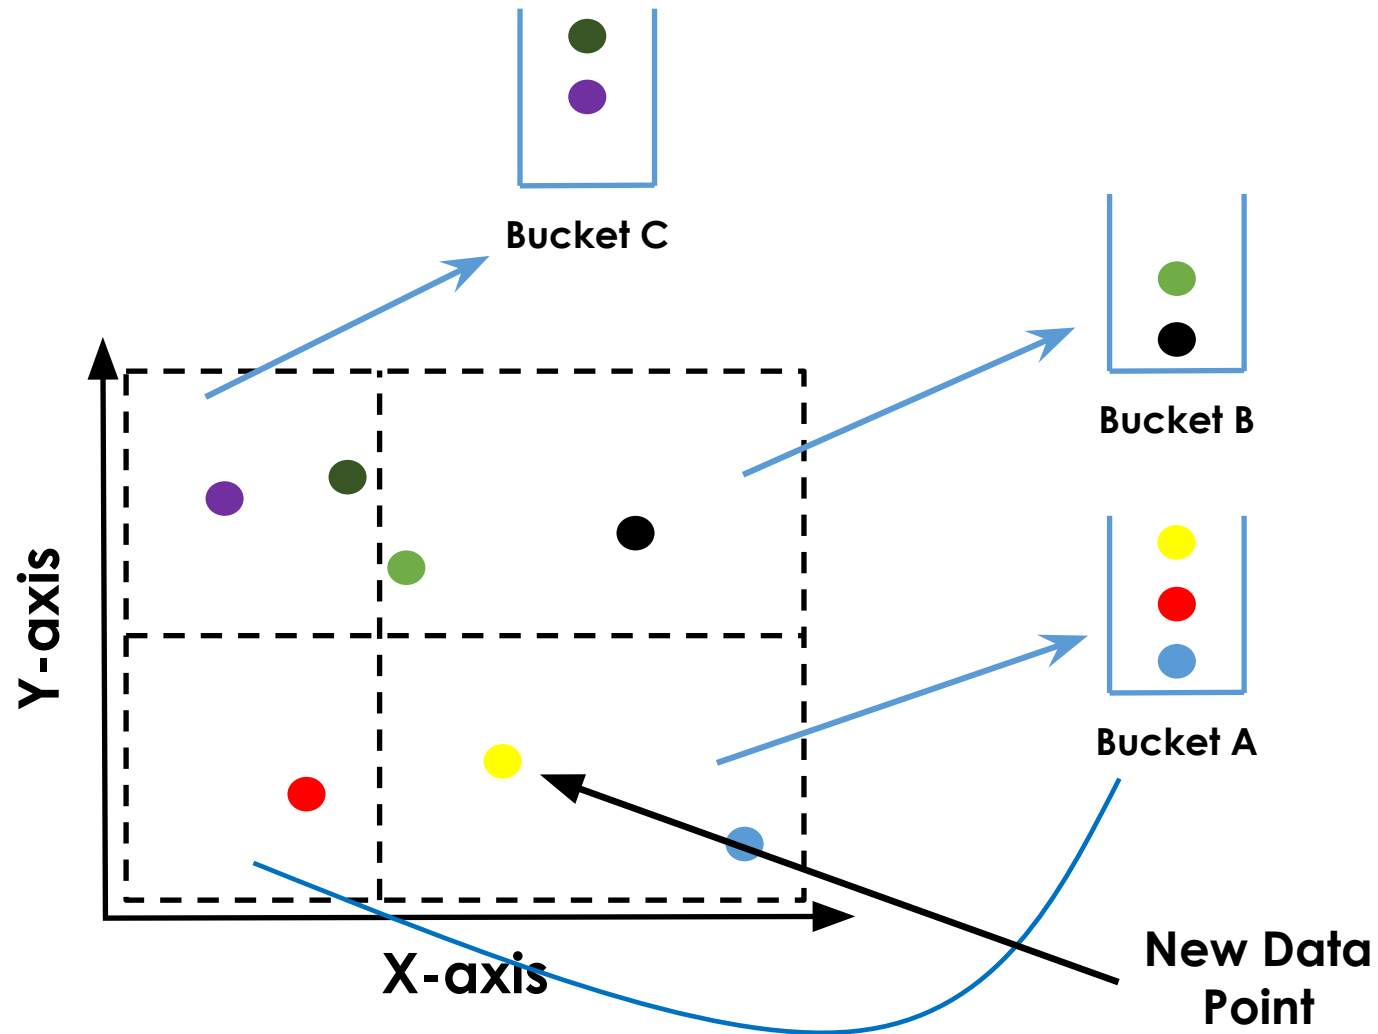 Bucket C
Bucket B
Bucket A
Y-axis
X-axis
New Data
Point